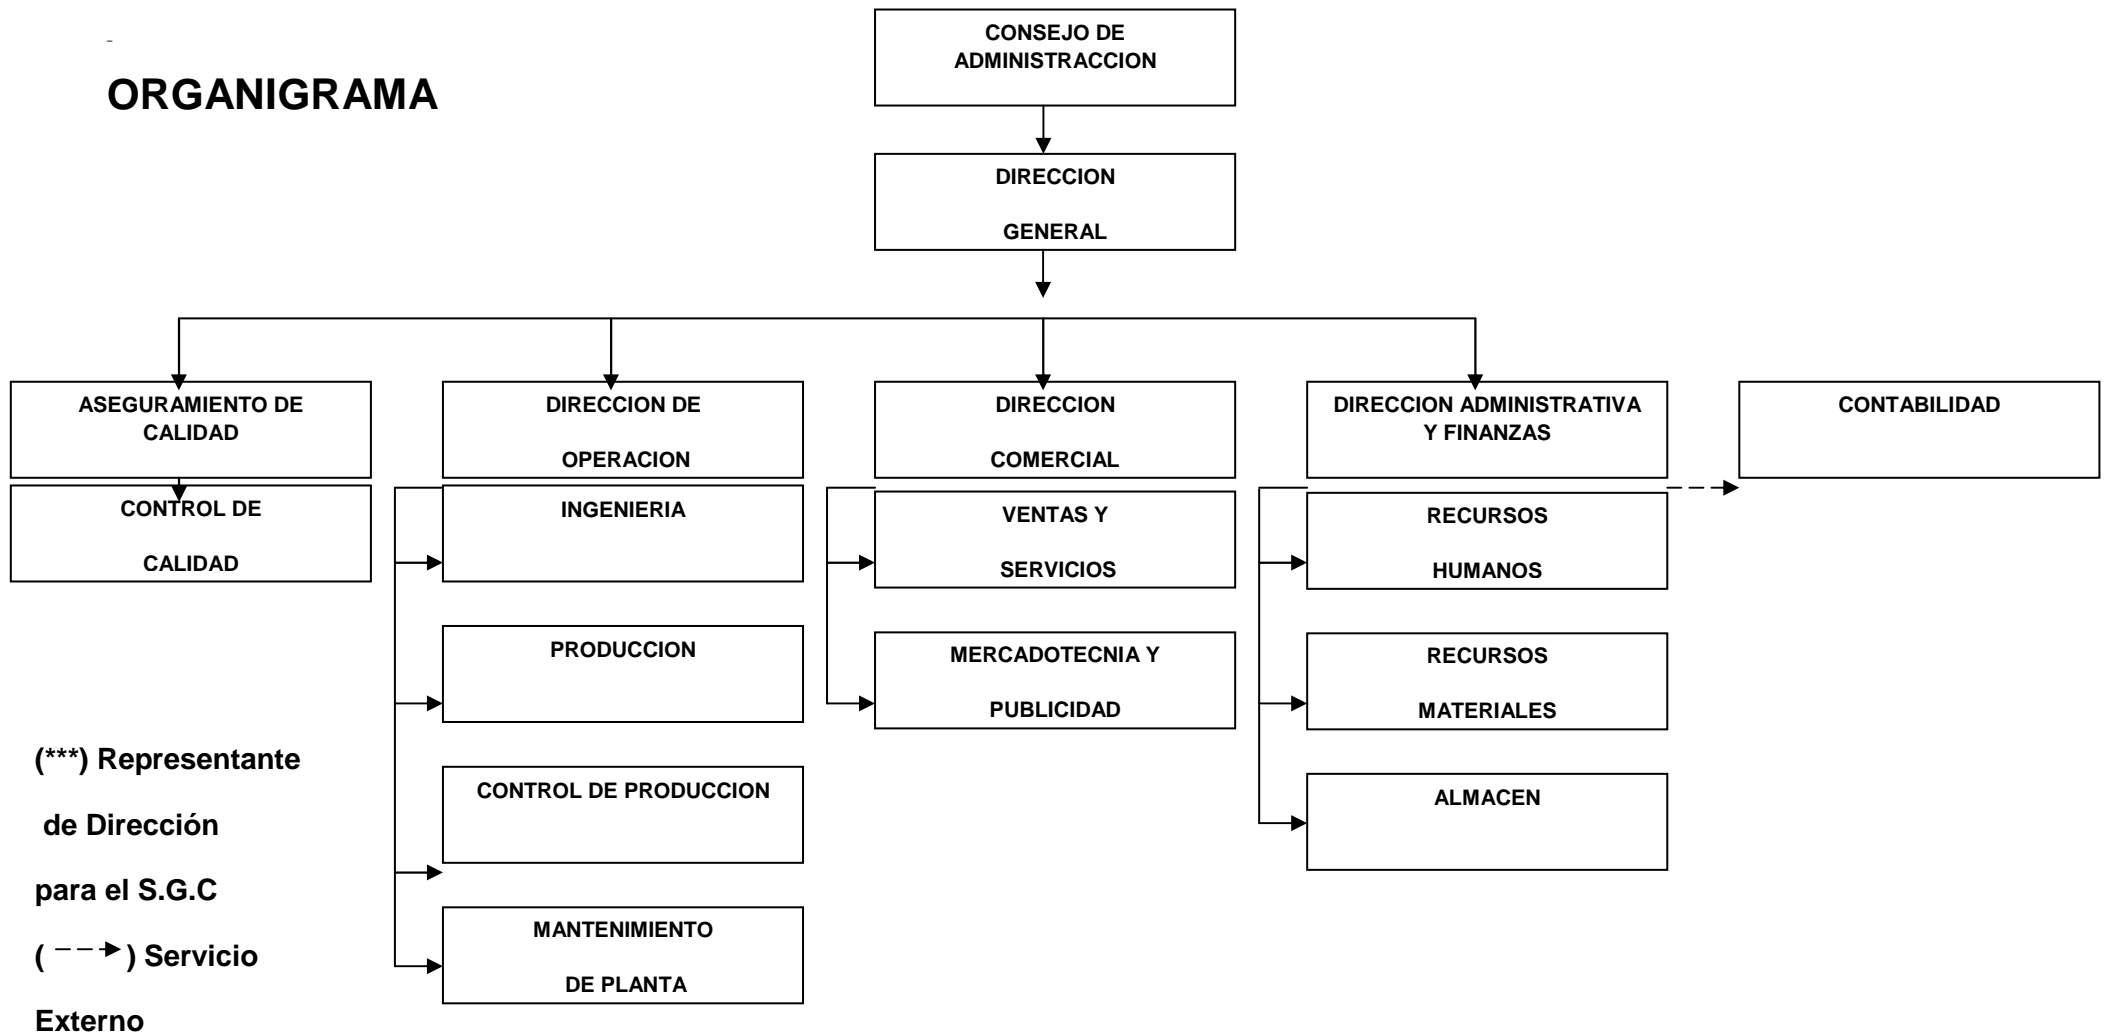 ORGANIGRAMA
CONSEJO DE
ADMINISTRACCION
DIRECCION
GENERAL
ASEGURAMIENTO DE
CALIDAD
DIRECCION DE
OPERACION
DIRECCION
COMERCIAL
DIRECCION ADMINISTRATIVA
Y FINANZAS
CONTABILIDAD
CONTROL DE
CALIDAD
INGENIERIA
PRODUCCION
CONTROL DE PRODUCCION
MANTENIMIENTO
DE PLANTA
VENTAS Y
SERVICIOS
MERCADOTECNIA Y
PUBLICIDAD
RECURSOS
HUMANOS
RECURSOS
MATERIALES
ALMACEN
(***) Representante
de Dirección
para el S.G.C
( ) Servicio
Externo